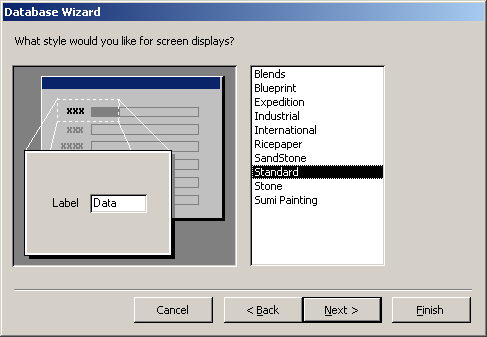 Database Wizard
What style would you like for screen displays?
xxx
xxx
xxxx
Label Data
Blends
Blueprint
Expedition
Industrial
International
Ricepaper
SandStone
Standard
Stone
Sumi Painting
Cancel < Back Next > Finish